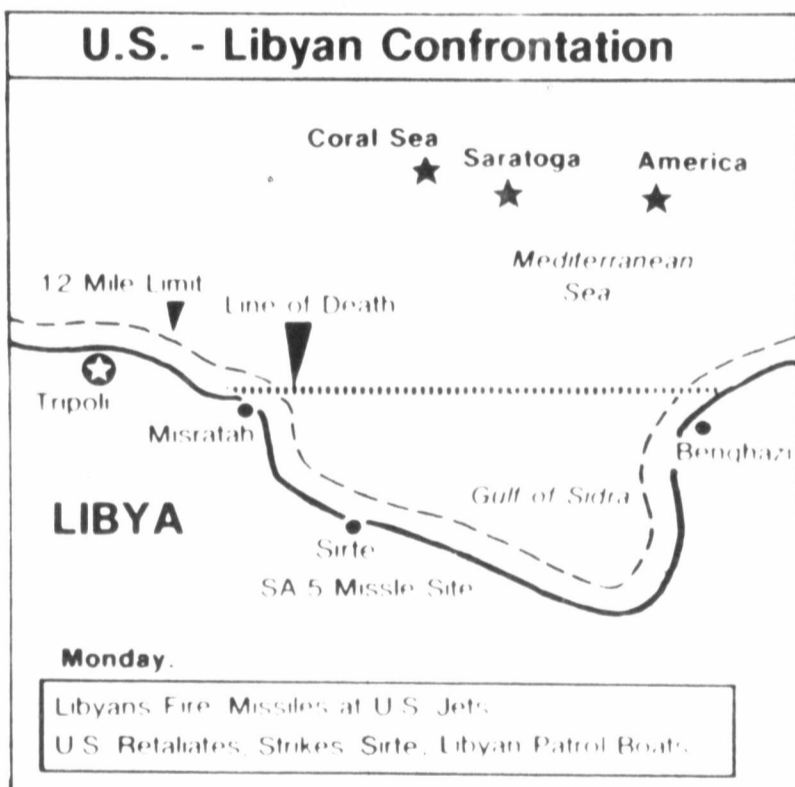 U.S. - Libyan Confrontation
Coral Sea
Saratoga
America
Mediterranean
Sea
12 Mile Limit
Line of Death
Tripoli
Misratah
Benghazi
Gulf of Sidra
LIBYA
Sirte
SA 5 Missle Site
Monday.
Libyans Fire Missiles at U.S. Jets
U.S. Retaliates, Strikes Sirte, Libyan Patrol Boats